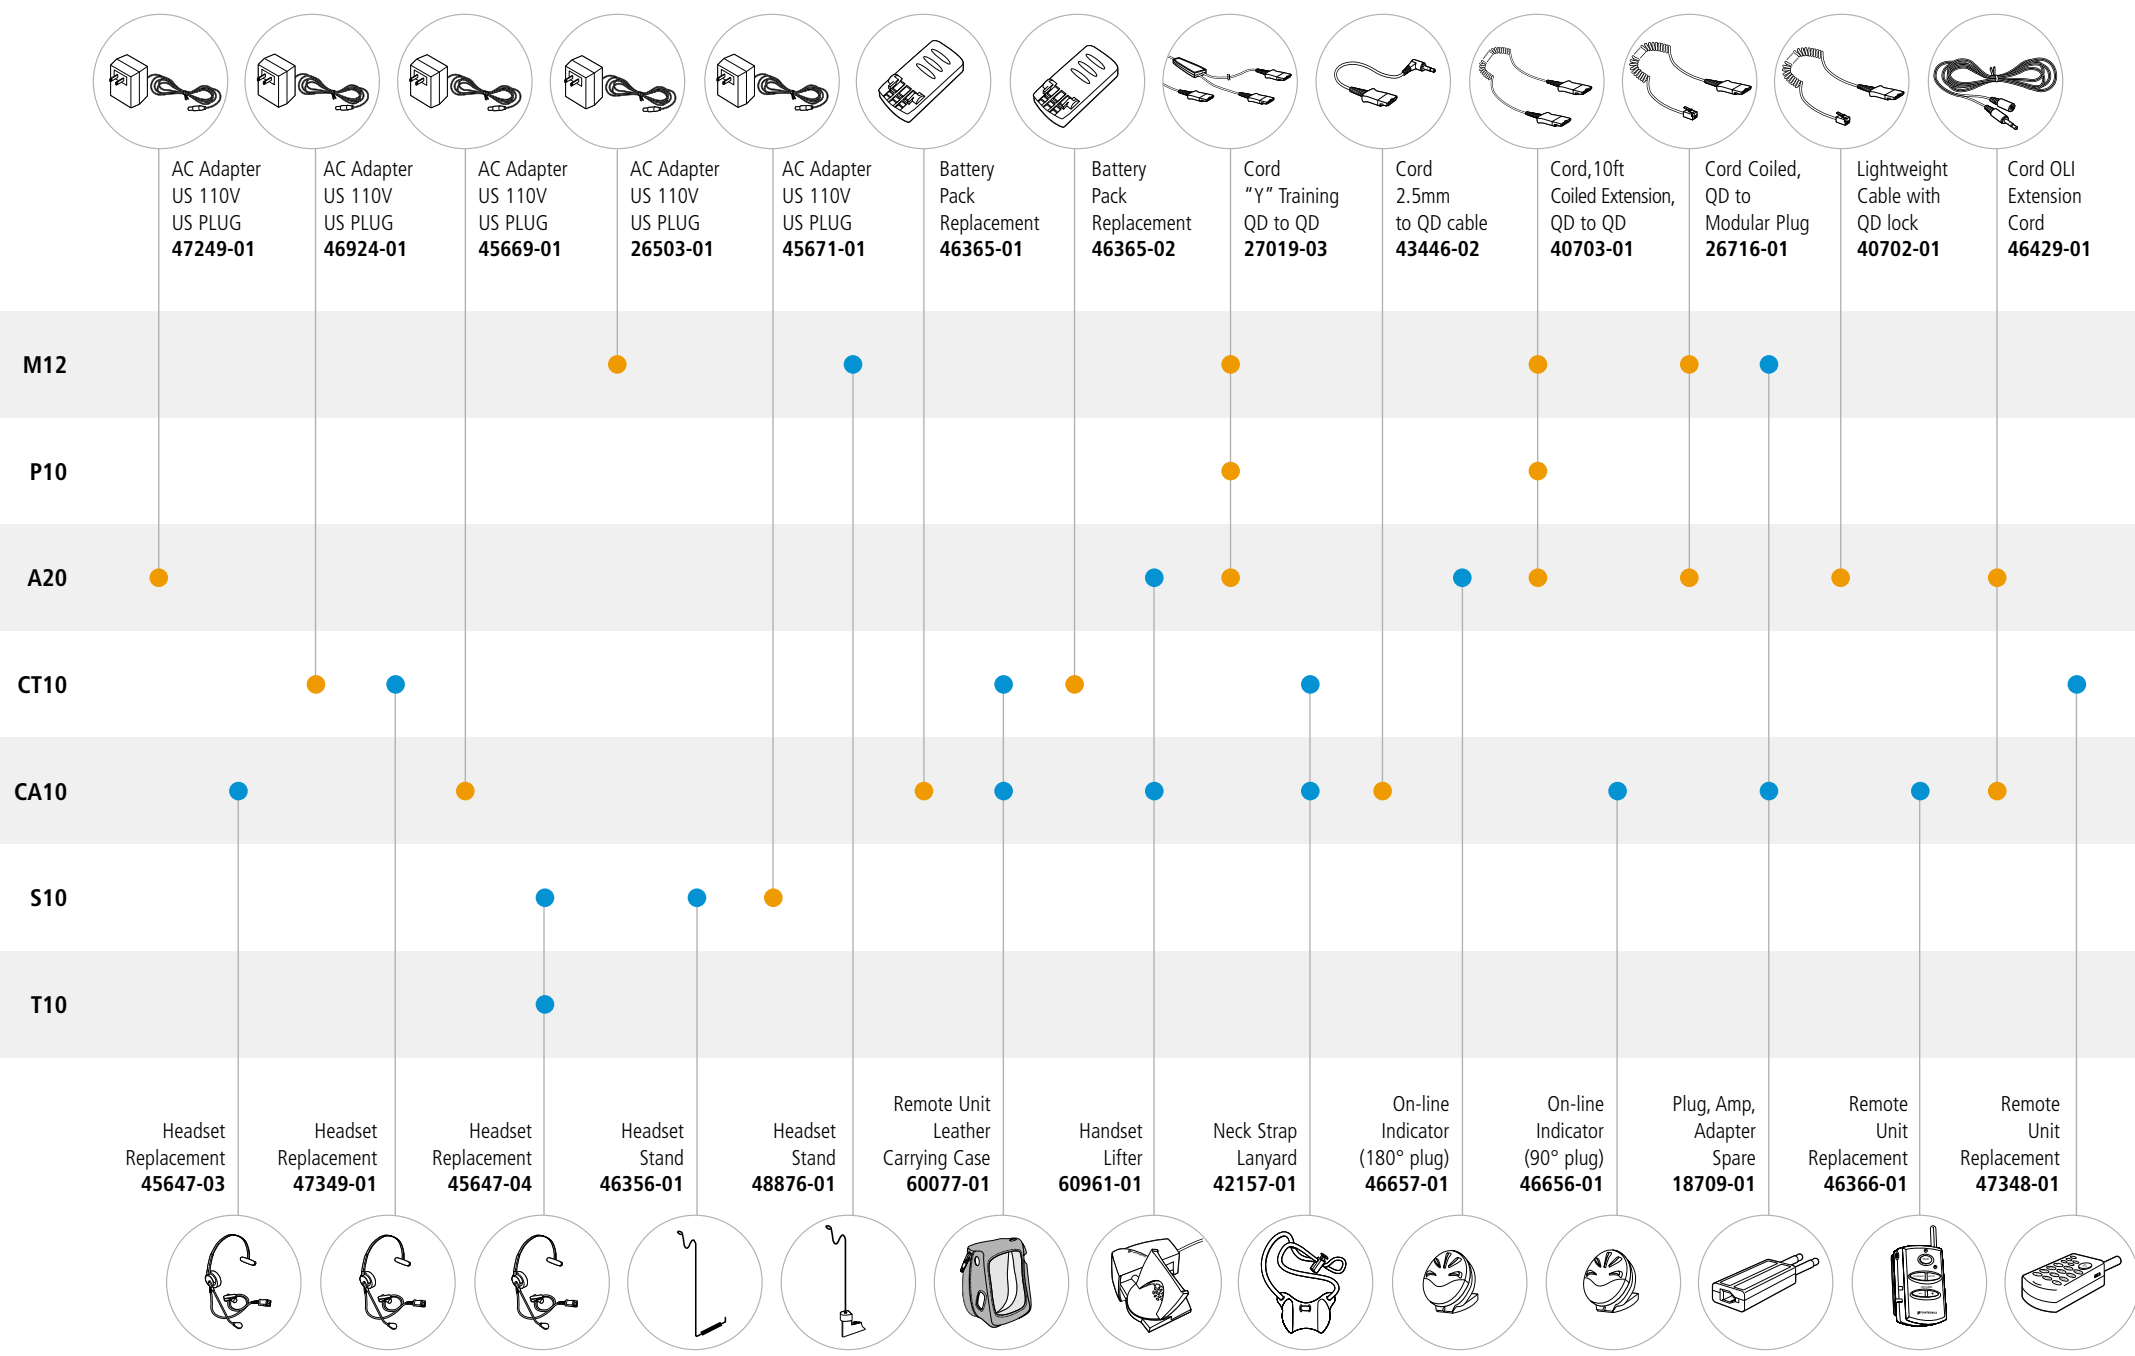 AC Adapter
US 110V
US PLUG
47249-01
AC Adapter
US 110V
US PLUG
46924-01
AC Adapter
US 110V
US PLUG
45669-01
AC Adapter
US 110V
US PLUG
26503-01
AC Adapter
US 110V
US PLUG
45671-01
Battery
Pack
Replacement
46365-01
Battery
Pack
Replacement
46365-02
Cord
"Y" Training
QD to QD
27019-03
Cord
2.5mm
to QD cable
43446-02
Cord,10ft
Coiled Extension,
QD to QD
40703-01
Cord Coiled,
QD to
Modular Plug
26716-01
Lightweight
Cable with
QD lock
40702-01
Cord OLI
Extension
Cord
46429-01
M12
P10
A20
CT10
CA10
S10
T10
Headset
Replacement
45647-03
Headset
Replacement
47349-01
Headset
Replacement
45647-04
Headset
Stand
46356-01
Headset
Stand
48876-01
Remote Unit
Leather
Carrying Case
60077-01
Handset
Lifter
60961-01
Neck Strap
Lanyard
42157-01
On-line
Indicator
(180° plug)
46657-01
On-line
Indicator
(90° plug)
46656-01
Plug, Amp,
Adapter
Spare
18709-01
Remote
Unit
Replacement
46366-01
Remote
Unit
Replacement
47348-01